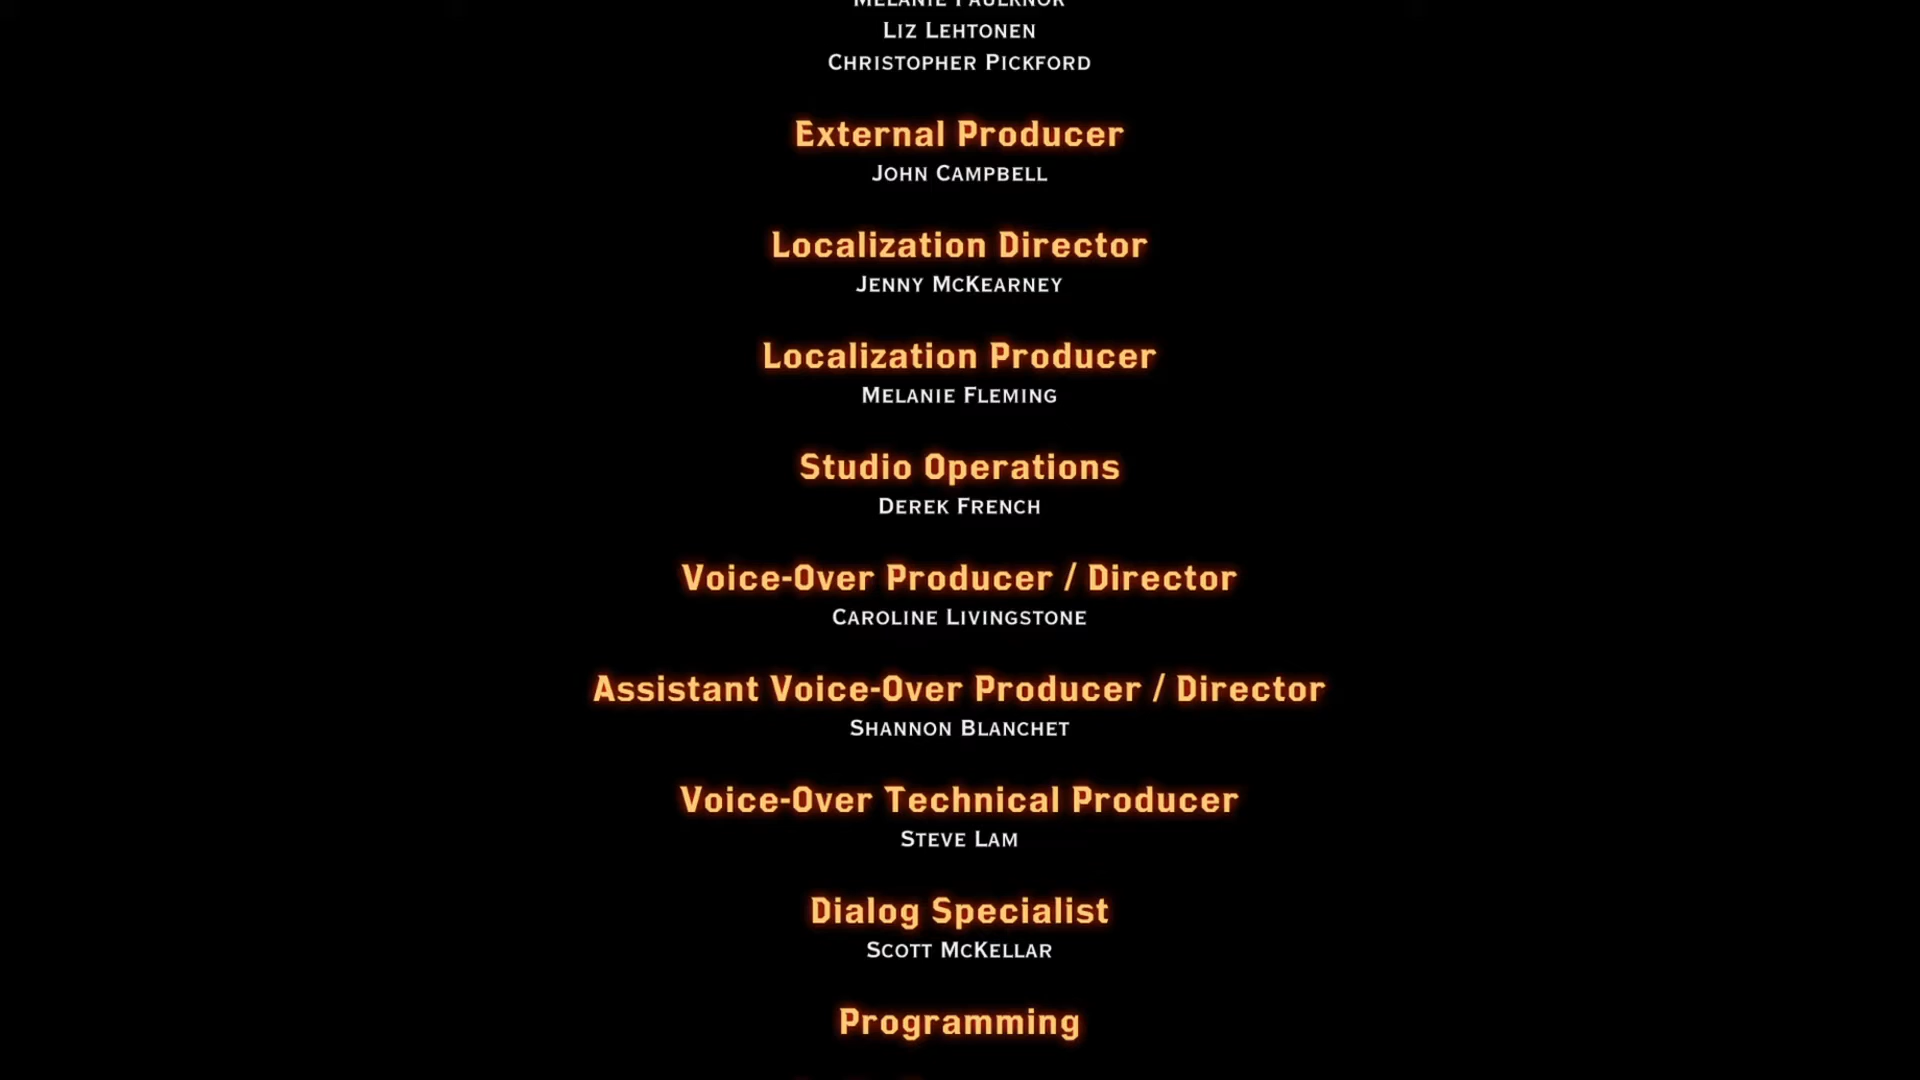 Melanie Faulknor
Liz Lehtonen
Christopher Pickford
External Producer
John Campbell
Localization Director
Jenny McKearney
Localization Producer
Melanie Fleming
Studio Operations
Derek French
Voice-Over Producer / Director
Caroline Livingstone
Assistant Voice-Over Producer / Director
Shannon Blanchet
Voice-Over Technical Producer
Steve Lam
Dialog Specialist
Scott McKellar
Programming